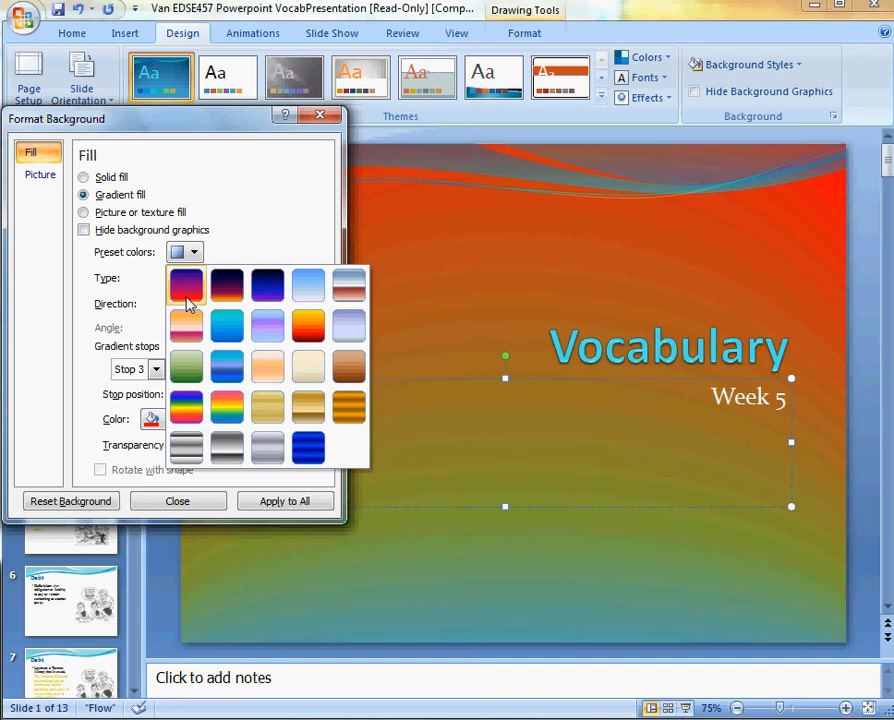 Van EDSE457 Powerpoint VocabPresentation [Read-Only] [Comp...
Drawing Tools
Home
Insert
Design
Animations
Slide Show
Review
View
Format
Page Setup
Slide Orientation
Aa
Aa
Aa
Aa
Aa
Aa
Aa
Colors
A Fonts
Effects
Background Styles
Hide Background Graphics
Themes
Background
Format Background
Fill
Picture
Fill
Solid fill
Gradient fill
Picture or texture fill
Hide background graphics
Preset colors:
Type:
Direction:
Angle:
Gradient stops
Stop 3
Stop position:
Color:
Transparency
Rotate with shape
Reset Background
Close
Apply to All
Vocabulary
Week 5
6
Debt
7
Debt
Click to add notes
Slide 1 of 13
"Flow"
75%